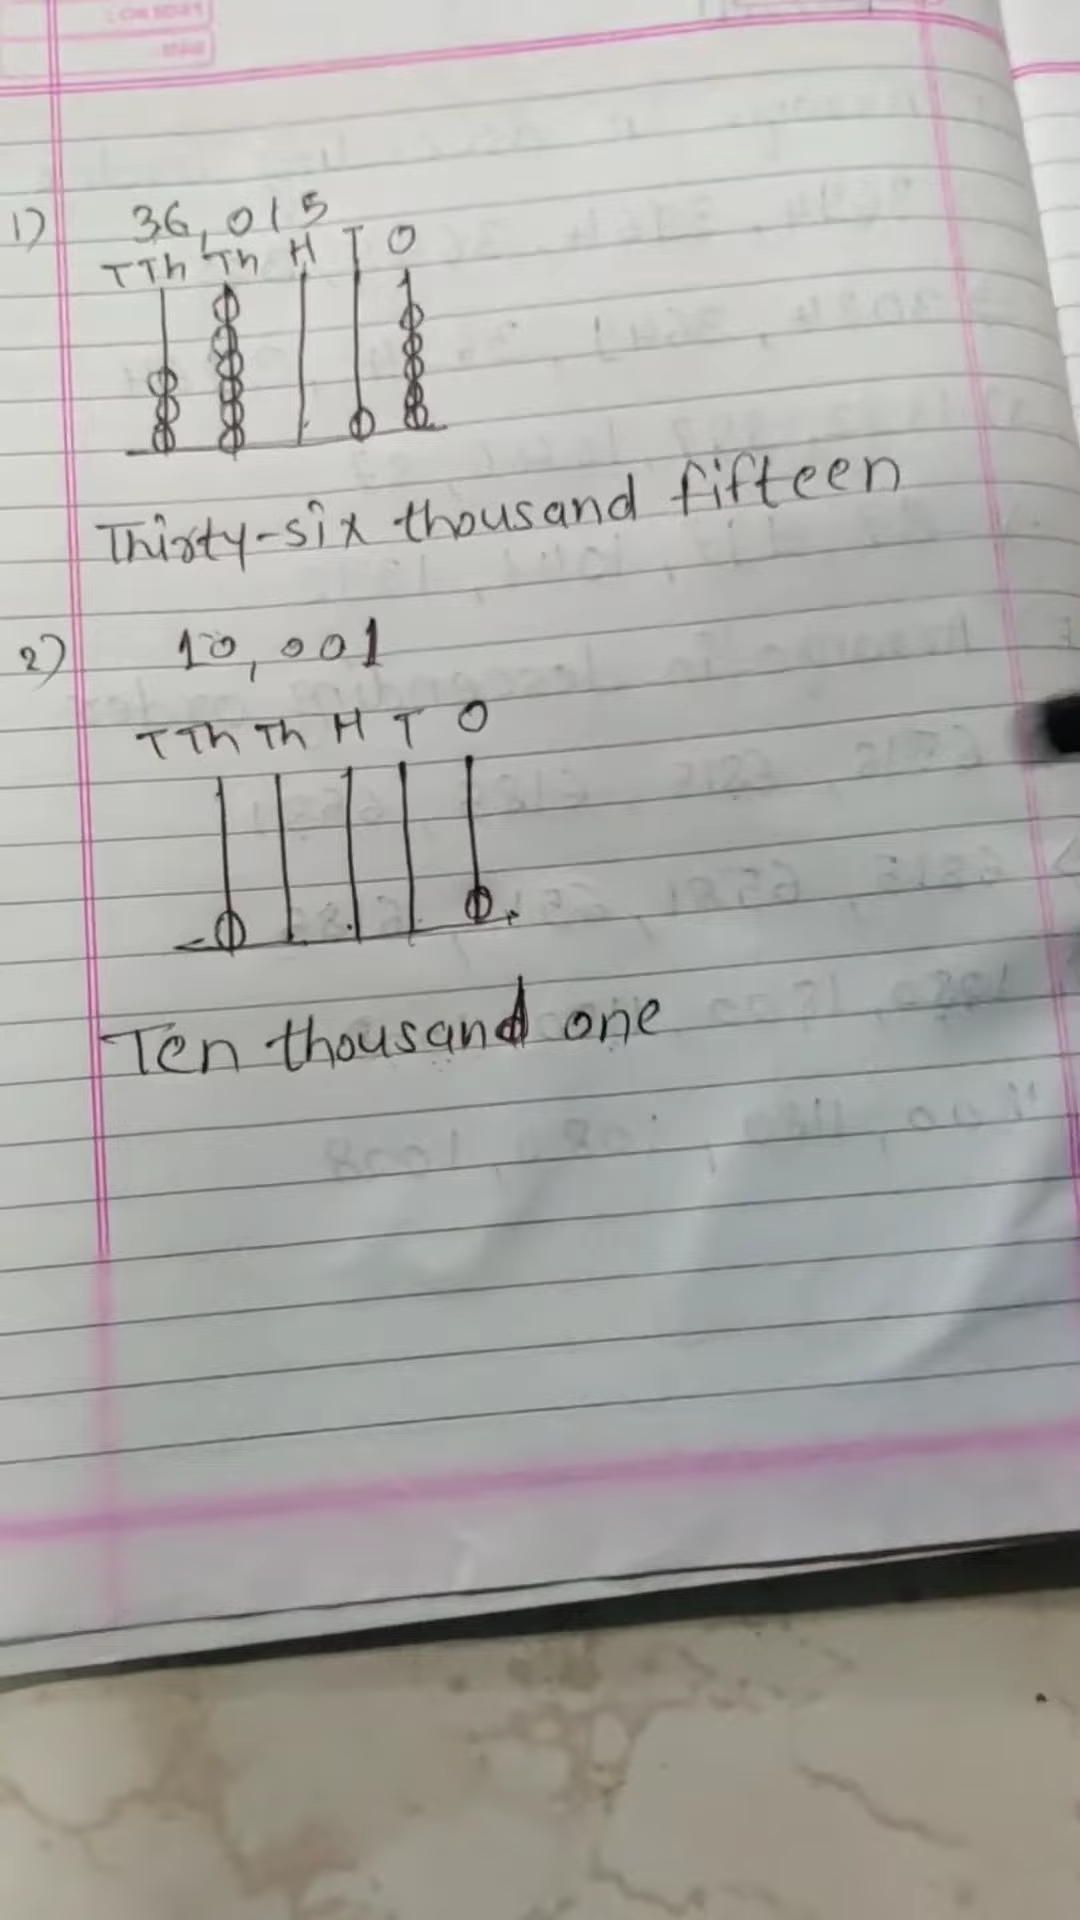 1) 36,015
TTh Th H T O
Thirty-six thousand fifteen
2) 10,001
TTh Th H T O
Ten thousand one